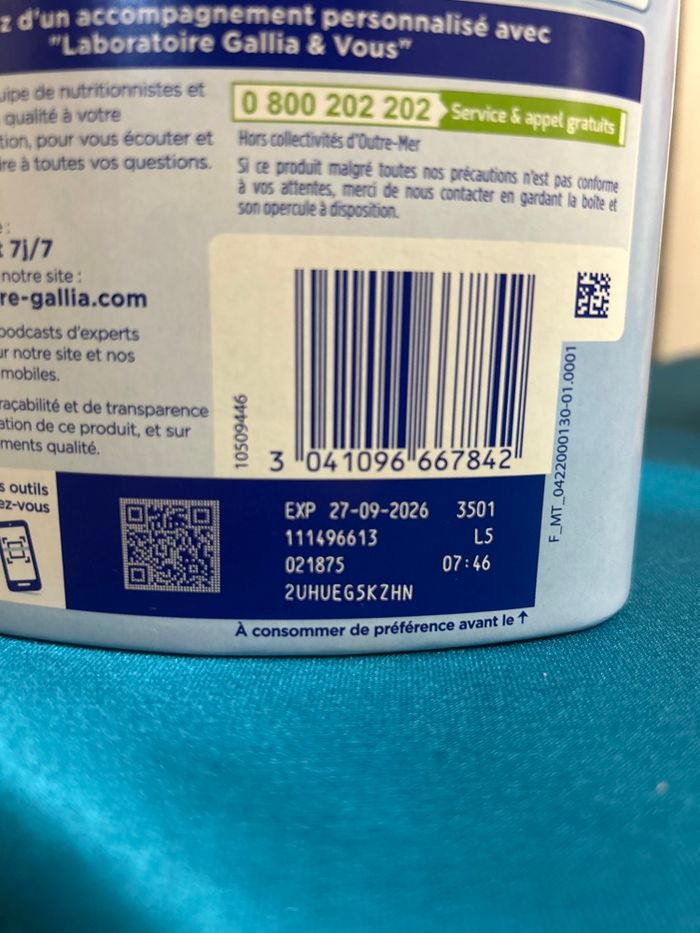 z d'un accompagnement personnalisé avec
"Laboratoire Gallia & Vous"
uipe de nutritionnistes et
qualité à votre
tion, pour vous écouter et
re à toutes vos questions.
0 800 202 202 Service & appel gratuits
Hors collectivités d'Outre-Mer
Si ce produit malgré toutes nos précautions n'est pas conforme
à vos attentes, merci de nous contacter en gardant la boîte et
son opercule à disposition.
:
7j/7
notre site :
re-gallia.com
podcasts d'experts
ur notre site et nos
mobiles.
raçabilité et de transparence
ation de ce produit, et sur
ments qualité.
10509446
3 041096 667842
F_MT_0422000130-01.0001
s outils
ez-vous
EXP 27-09-2026 3501
111496613 L5
021875 07:46
2UHUEG5KZHN
À consommer de préférence avant le ↑